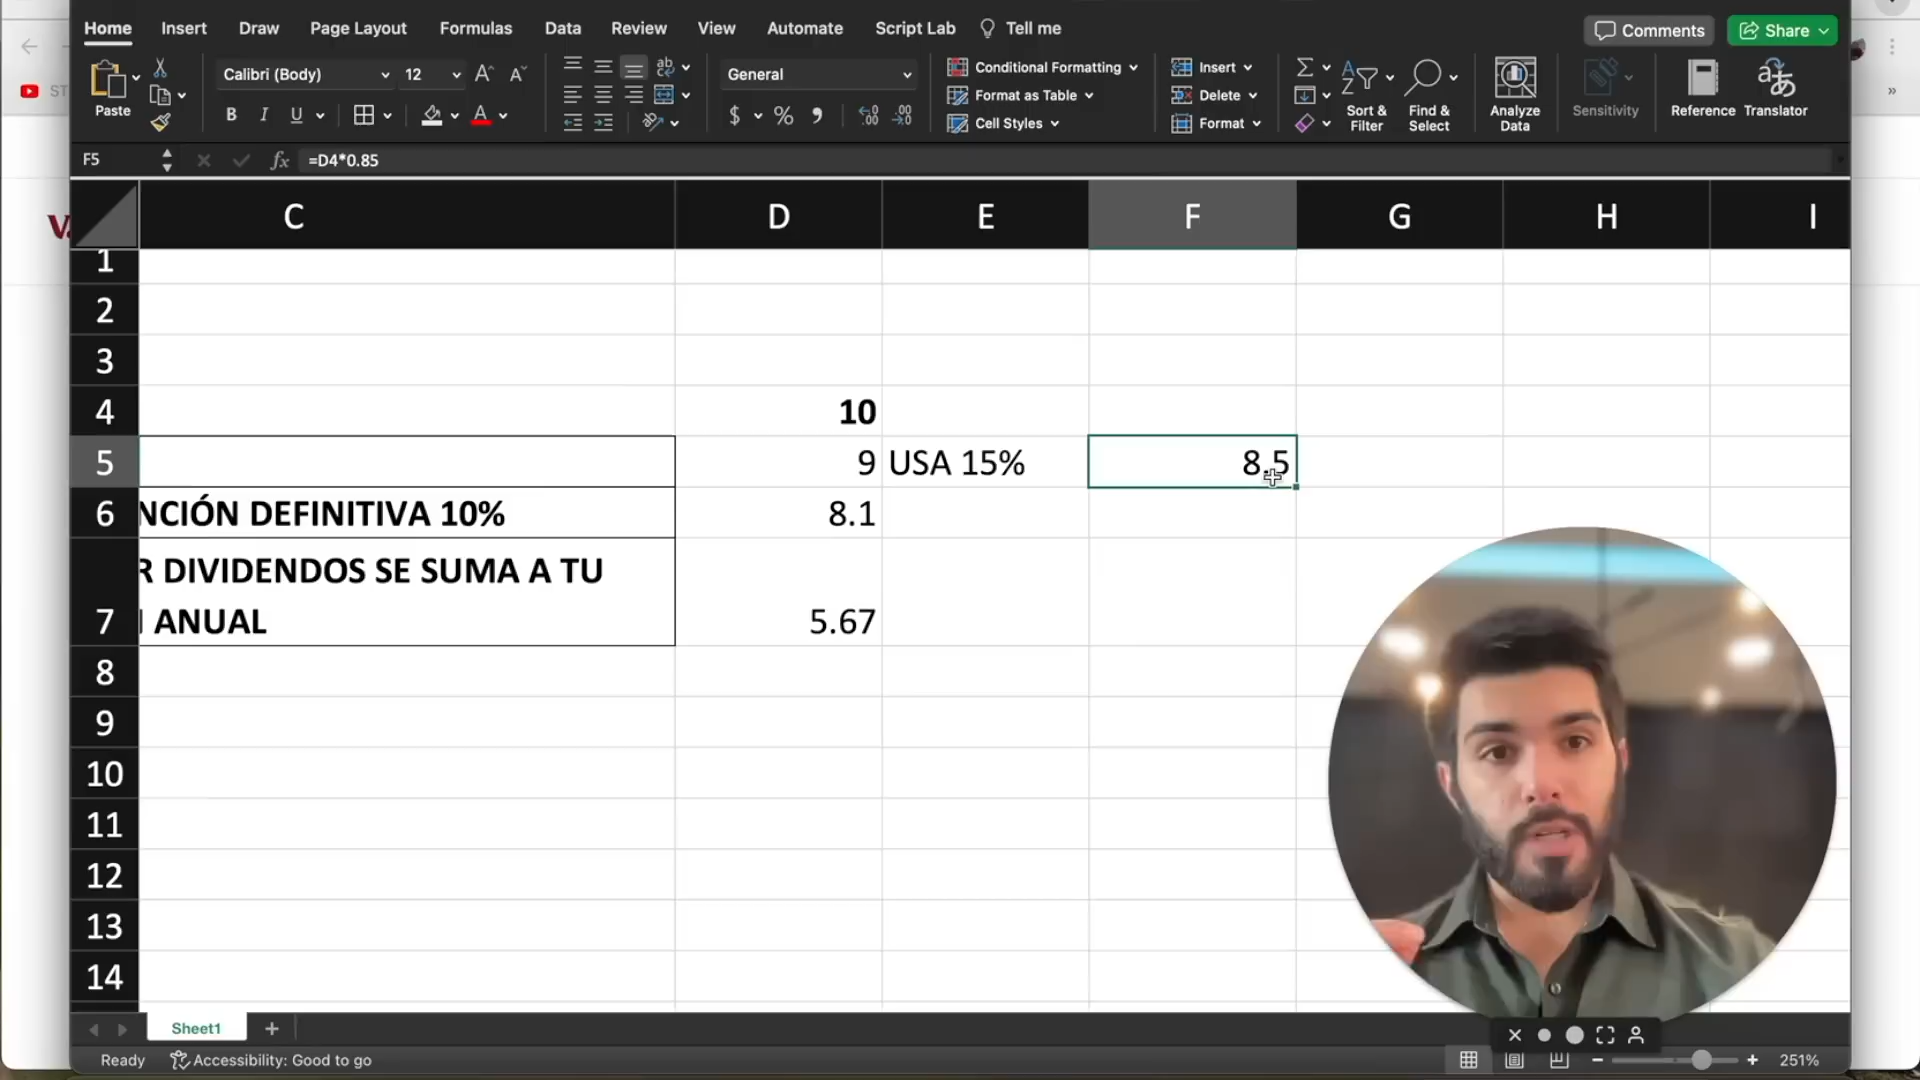 Home Insert Draw Page Layout Formulas Data Review View Automate Script Lab Tell me Comments Share
Paste Calibri (Body) 12 General Conditional Formatting Insert
Format as Table Delete
B I U $ % Cell Styles Format
Sort & Filter Find & Select Analyze Data Sensitivity Reference Translator
F5 fx =D4*0.85
C D E F G H I
1
2
3
4 10
5 9 USA 15% 8.5
6 NCIÓN DEFINITIVA 10% 8.1
R DIVIDENDOS SE SUMA A TU
7 ANUAL 5.67
8
9
10
11
12
13
14
Sheet1
Ready Accessibility: Good to go 251%